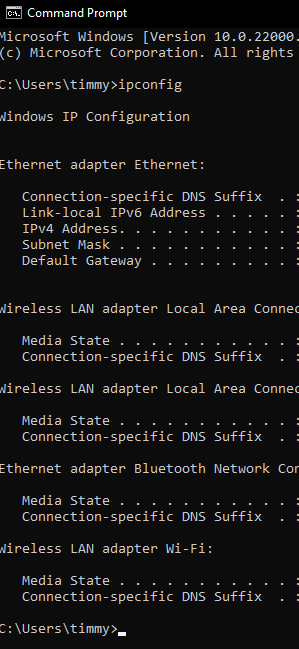 Command Prompt
Microsoft Windows [Version 10.0.22000.
(c) Microsoft Corporation. All rights
C:\Users\timmy>ipconfig
Windows IP Configuration
Ethernet adapter Ethernet:
Connection-specific DNS Suffix  . :
Link-local IPv6 Address . . . . . :
IPv4 Address. . . . . . . . . . . :
Subnet Mask . . . . . . . . . . . :
Default Gateway . . . . . . . . . :
Wireless LAN adapter Local Area Connec
Media State . . . . . . . . . . . :
Connection-specific DNS Suffix  . :
Wireless LAN adapter Local Area Connec
Media State . . . . . . . . . . . :
Connection-specific DNS Suffix  . :
Ethernet adapter Bluetooth Network Con
Media State . . . . . . . . . . . :
Connection-specific DNS Suffix  . :
Wireless LAN adapter Wi-Fi:
Media State . . . . . . . . . . . :
Connection-specific DNS Suffix  . :
C:\Users\timmy>